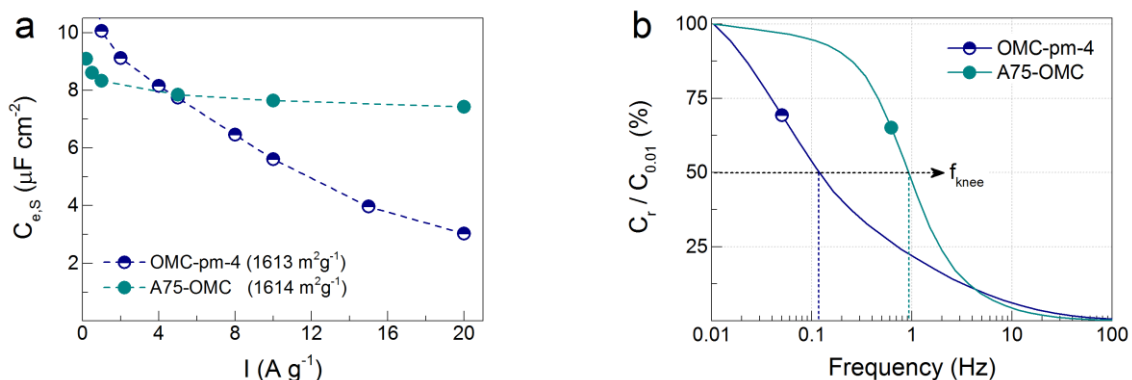 a
10
8
6
4
2
C e,S (μF cm⁻²)
OMC-pm-4 (1613 m²g⁻¹)
A75-OMC (1614 m²g⁻¹)
0 4 8 12 16 20
I (A g⁻¹)
b
100
75
50
25
C r / C 0.01 (%)
OMC-pm-4
A75-OMC
f knee
0.01 0.1 1 10 100
Frequency (Hz)